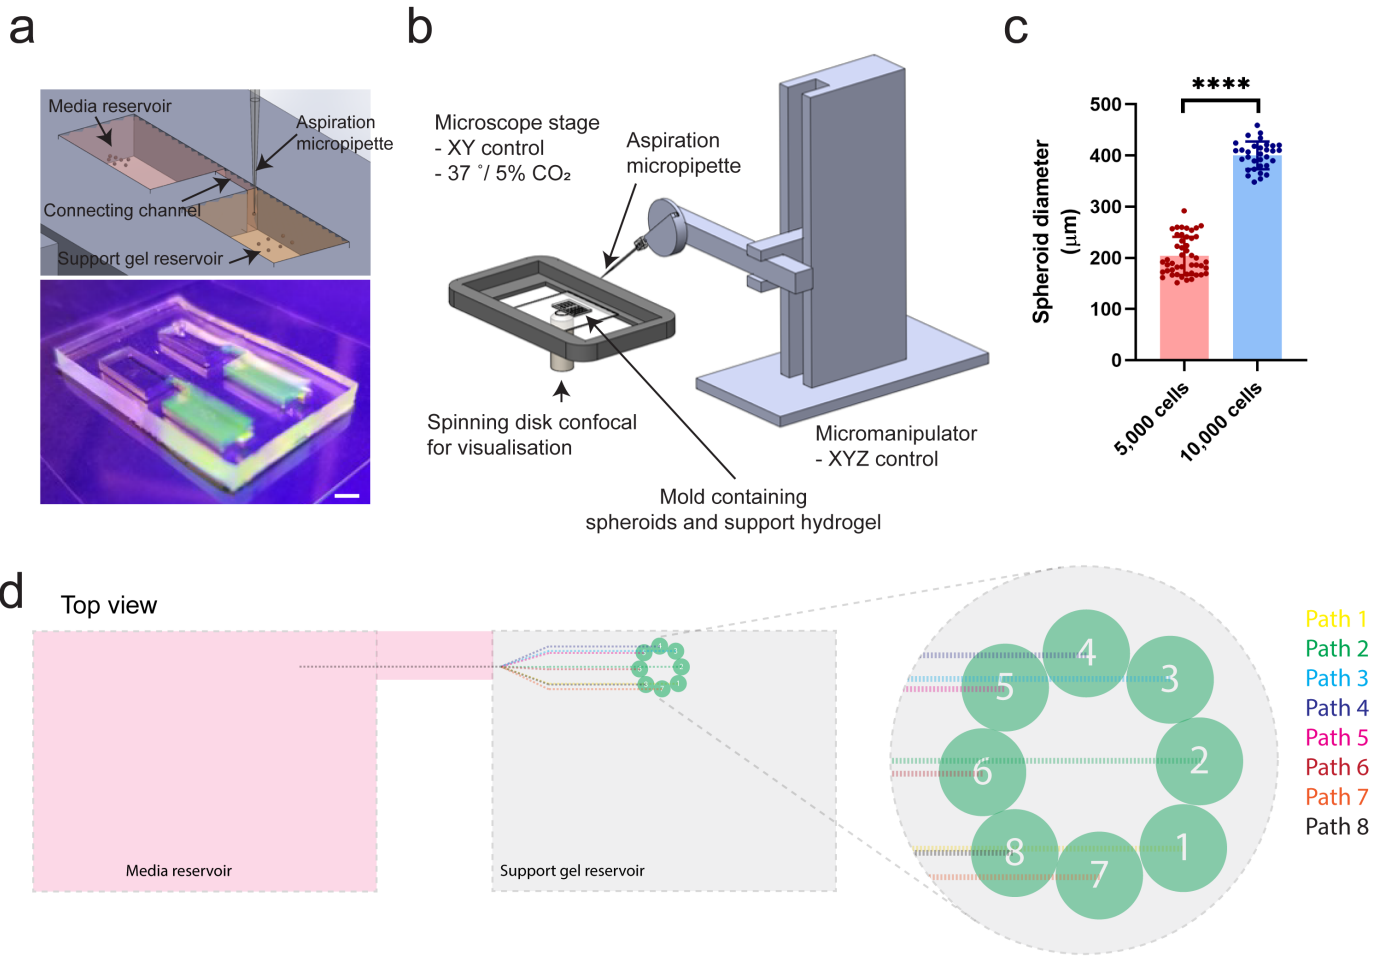 a
Media reservoir
Aspiration
micropipette
Connecting channel
Support gel reservoir
b
Microscope stage
- XY control
- 37 °/ 5% CO₂
Aspiration
micropipette
Spinning disk confocal
for visualisation
Micromanipulator
- XYZ control
Mold containing
spheroids and support hydrogel
c
****
Spheroid diameter
(μm)
500
400
300
200
100
0
5,000 cells
10,000 cells
d
Top view
Media reservoir
Support gel reservoir
4
3
5
2
6
1
8
7
Path 1
Path 2
Path 3
Path 4
Path 5
Path 6
Path 7
Path 8